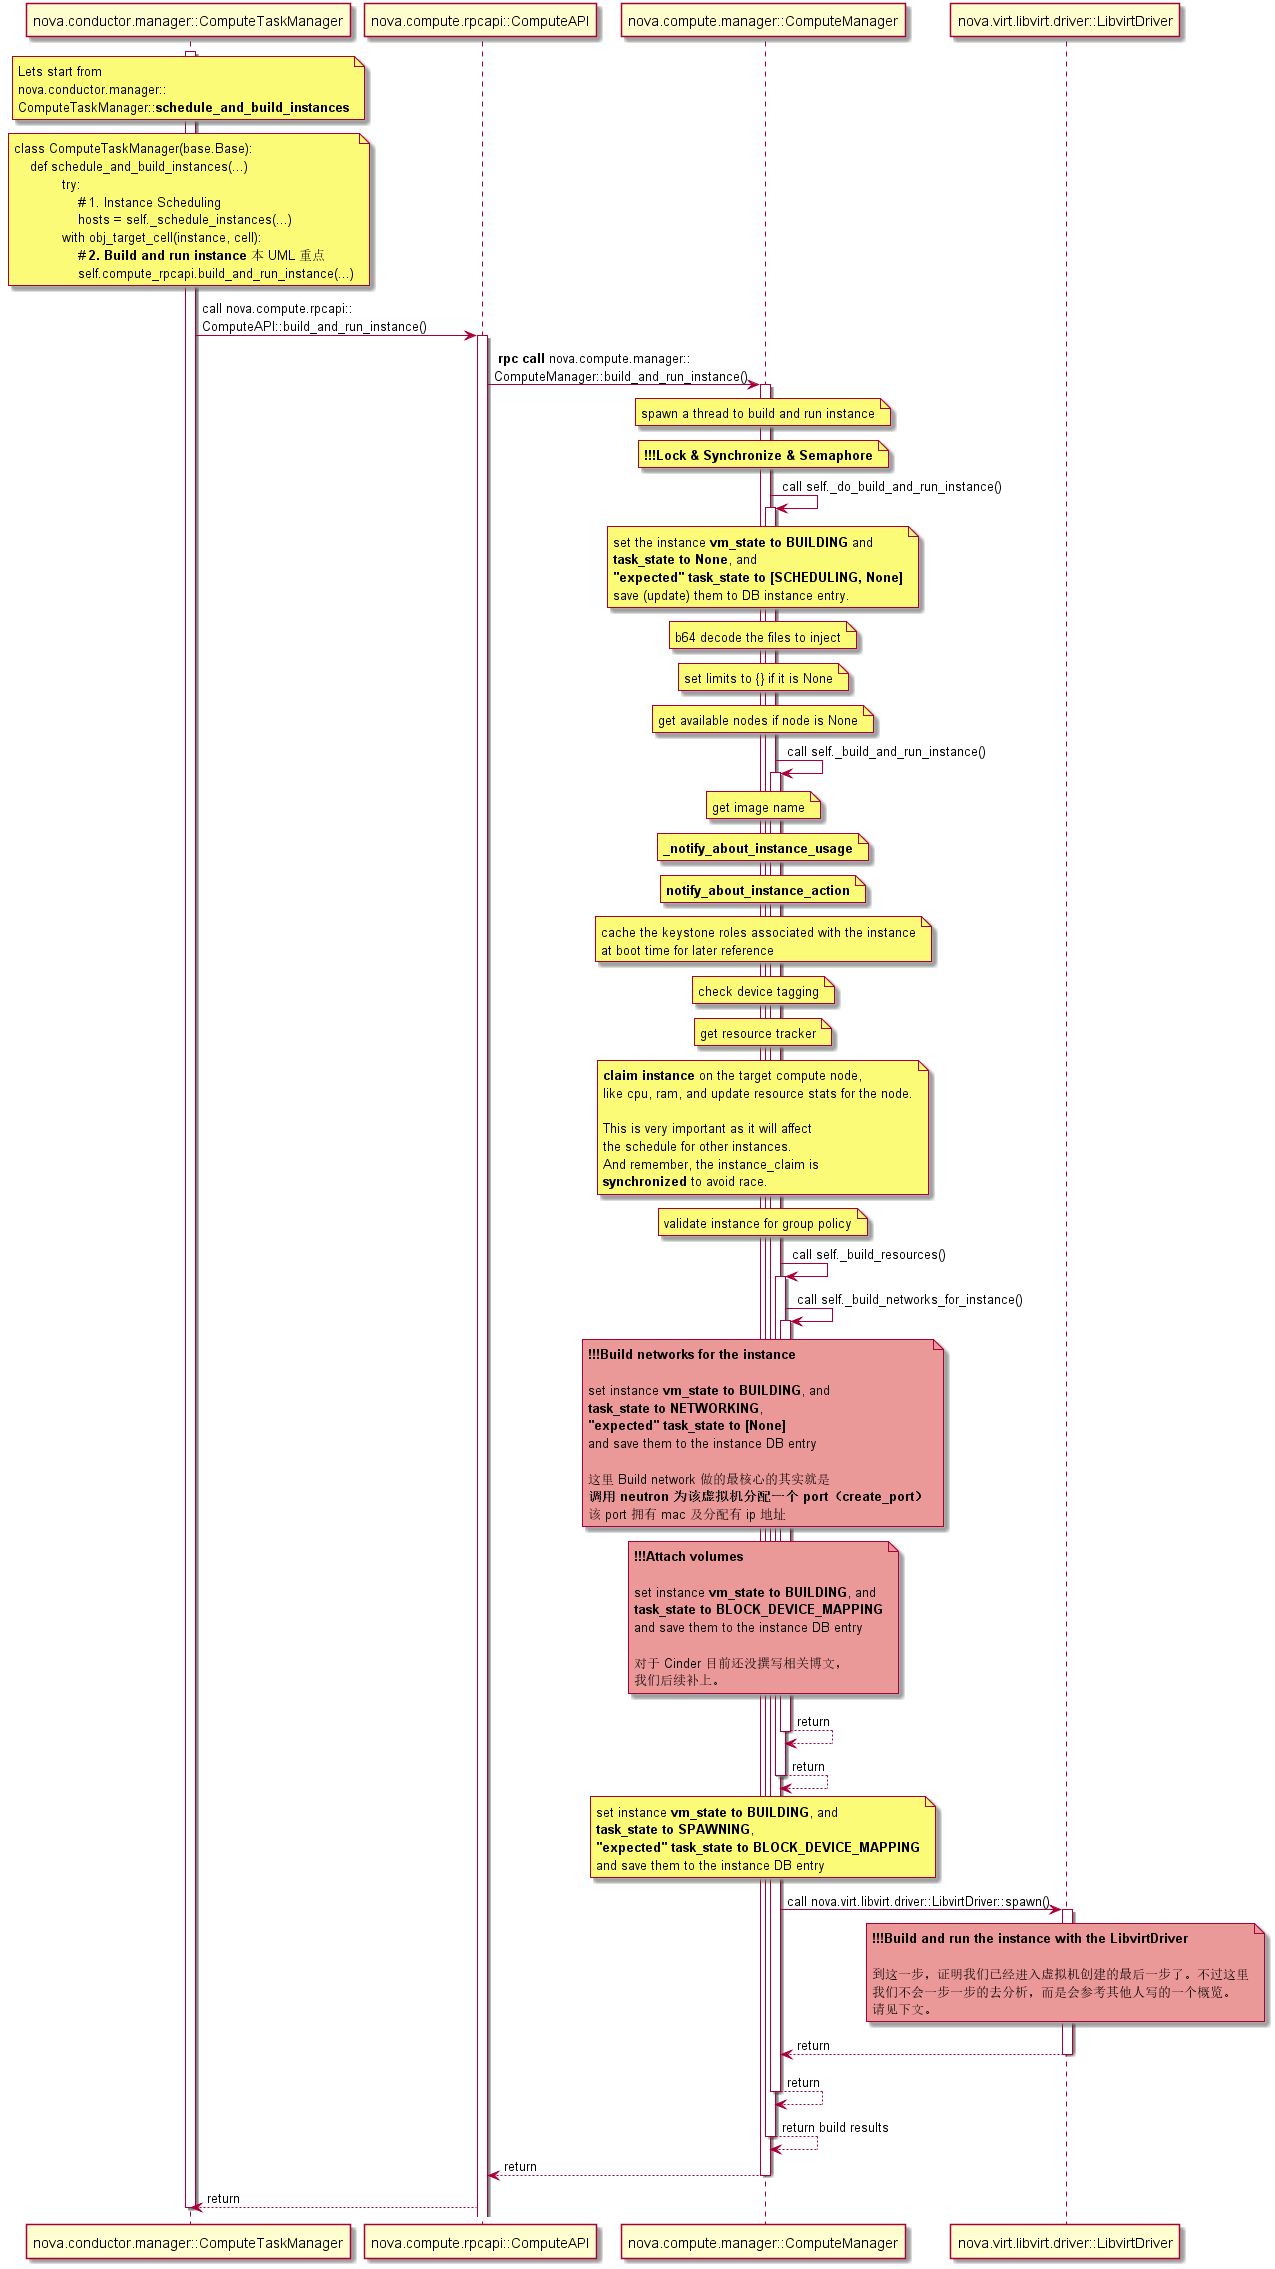 nova.conductor.manager::ComputeTaskManager
nova.compute.rpcapi::ComputeAPI
nova.compute.manager::ComputeManager
nova.virt.libvirt.driver::LibvirtDriver
Lets start from
nova.conductor.manager::
ComputeTaskManager::schedule_and_build_instances
class ComputeTaskManager(base.Base):
def schedule_and_build_instances(...)
try:
# 1. Instance Scheduling
hosts = self._schedule_instances(...)
with obj_target_cell(instance, cell):
# 2. Build and run instance 本 UML 重点
self.compute_rpcapi.build_and_run_instance(...)
call nova.compute.rpcapi::
ComputeAPI::build_and_run_instance()
rpc call nova.compute.manager::
ComputeManager::build_and_run_instance()
spawn a thread to build and run instance
!!!Lock & Synchronize & Semaphore
call self._do_build_and_run_instance()
set the instance vm_state to BUILDING and
task_state to None, and
"expected" task_state to [SCHEDULING, None]
save (update) them to DB instance entry.
b64 decode the files to inject
set limits to {} if it is None
get available nodes if node is None
call self._build_and_run_instance()
get image name
_notify_about_instance_usage
notify_about_instance_action
cache the keystone roles associated with the instance
at boot time for later reference
check device tagging
get resource tracker
claim instance on the target compute node,
like cpu, ram, and update resource stats for the node.
This is very important as it will affect
the schedule for other instances.
And remember, the instance_claim is
synchronized to avoid race.
validate instance for group policy
call self._build_resources()
call self._build_networks_for_instance()
!!!Build networks for the instance
set instance vm_state to BUILDING, and
task_state to NETWORKING,
"expected" task_state to [None]
and save them to the instance DB entry
这里 Build network 做的最核心的其实就是
调用 neutron 为该虚拟机分配一个 port（create_port）
该 port 拥有 mac 及分配有 ip 地址
!!!Attach volumes
set instance vm_state to BUILDING, and
task_state to BLOCK_DEVICE_MAPPING
and save them to the instance DB entry
对于 Cinder 目前还没撰写相关博文，
我们后续补上。
return
return
set instance vm_state to BUILDING, and
task_state to SPAWNING,
"expected" task_state to BLOCK_DEVICE_MAPPING
and save them to the instance DB entry
call nova.virt.libvirt.driver::LibvirtDriver::spawn()
!!!Build and run the instance with the LibvirtDriver
到这一步，证明我们已经进入虚拟机创建的最后一步了。不过这里
我们不会一步一步的去分析，而是会参考其他人写的一个概览。
请见下文。
return
return
return build results
return
return
nova.conductor.manager::ComputeTaskManager
nova.compute.rpcapi::ComputeAPI
nova.compute.manager::ComputeManager
nova.virt.libvirt.driver::LibvirtDriver